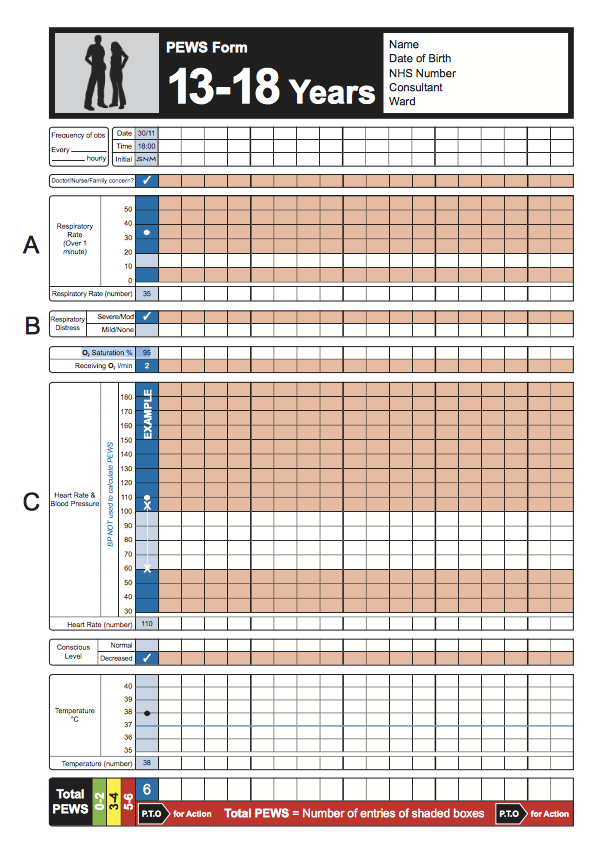 PEWS Form
13-18 Years
Name
Date of Birth
NHS Number
Consultant
Ward
Frequency of obs
Every
hourly
Date 30/11
Time 18:00
Initial SNM
Doctor/Nurse/Family concern? ✓
A
Respiratory
Rate
(Over 1
minute)
50
40
30
20
10
0
Respiratory Rate (number) 35
B
Respiratory
Distress
Severe/Mod ✓
Mild/None
O₂ Saturation % 95
Receiving O₂ l/min 2
C
Heart Rate &
Blood Pressure
BP NOT used to calculate PEWS
EXAMPLE
180
170
160
150
140
130
120
110
100
90
80
70
60
50
40
30
X
X
Heart Rate (number) 110
Conscious
Level
Normal
Decreased ✓
Temperature
°C
40
39
38
37
36
35
Temperature (number) 38
Total
PEWS
0-2
3-4
5-6
6
P.T.O for Action
Total PEWS = Number of entries of shaded boxes
P.T.O for Action